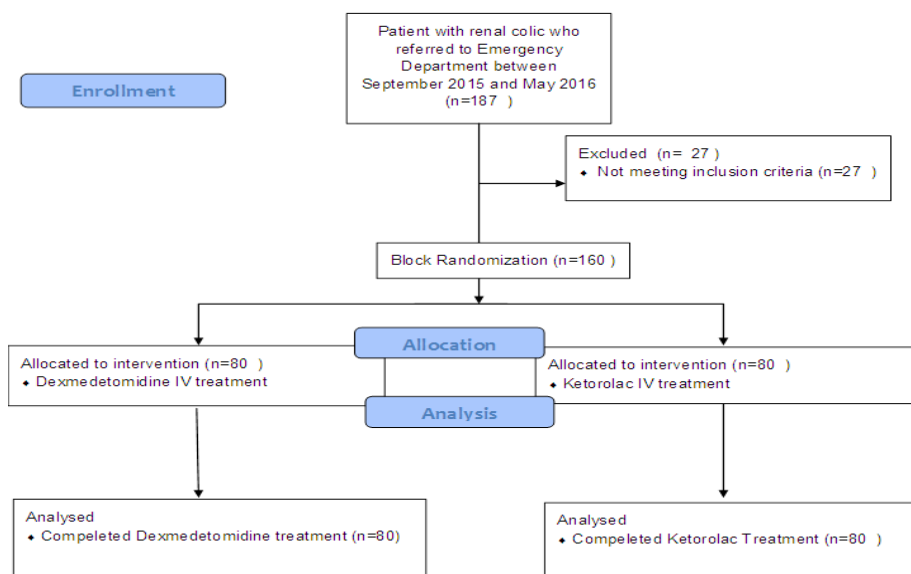 Patient with renal colic who
referred to Emergency
Department between
September 2015 and May 2016
(n=187 )
Enrollment
Excluded (n= 27 )
♦ Not meeting inclusion criteria (n=27 )
Block Randomization (n=160 )
Allocation
Allocated to intervention (n=80 )
♦ Dexmedetomidine IV treatment
Allocated to intervention (n=80 )
♦ Ketorolac IV treatment
Analysis
Analysed
♦ Compeleted Dexmedetomidine treatment (n=80)
Analysed
♦ Compeleted Ketorolac Treatment (n=80 )